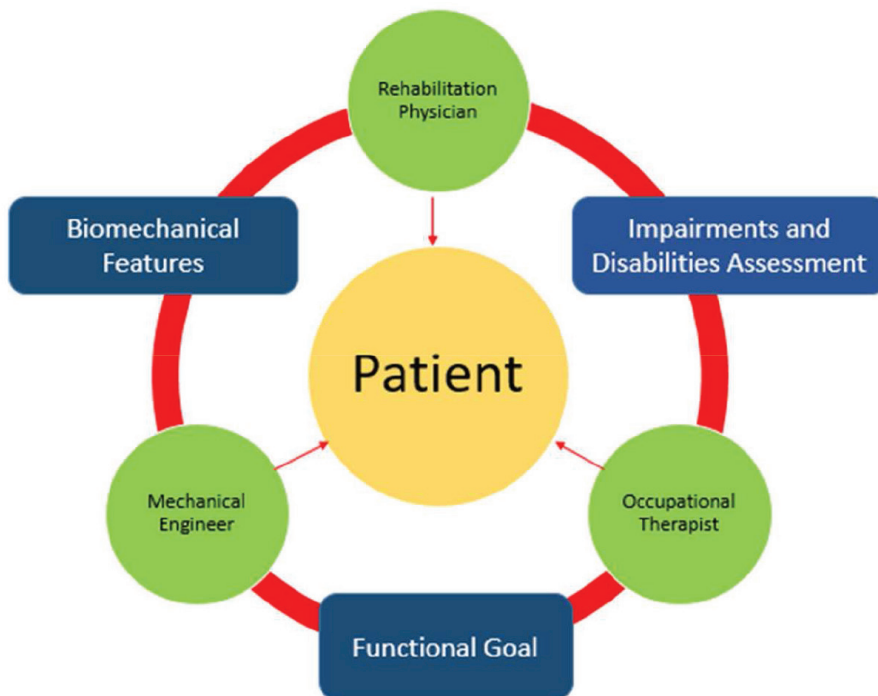 Rehabilitation
Physician
Biomechanical
Features
Impairments and
Disabilities Assessment
Patient
Mechanical
Engineer
Occupational
Therapist
Functional Goal